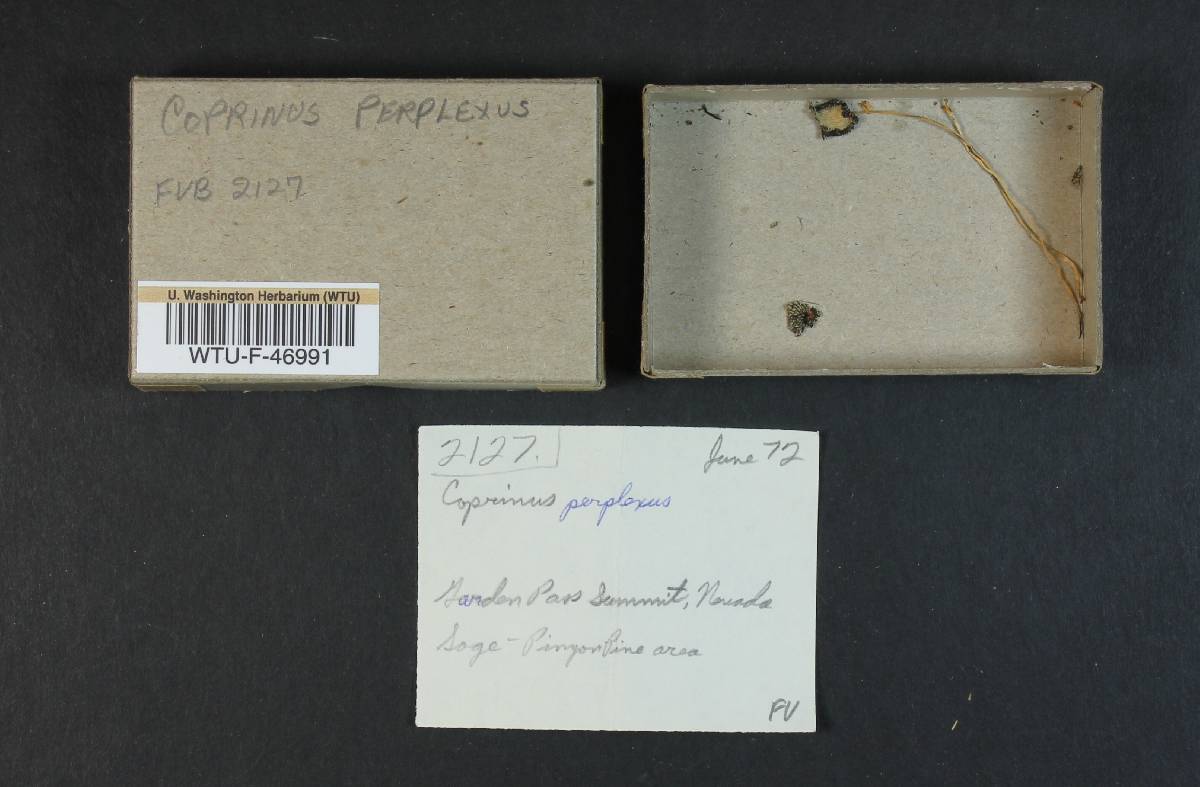 COPRINUS PERPLEXUS
FVB 2127
U. Washington Herbarium (WTU)
WTU-F-46991
2127.
June 72
Coprinus perplexus
Garden Pass Summit, Nevada
Sage - Pinyon Pine area
FV